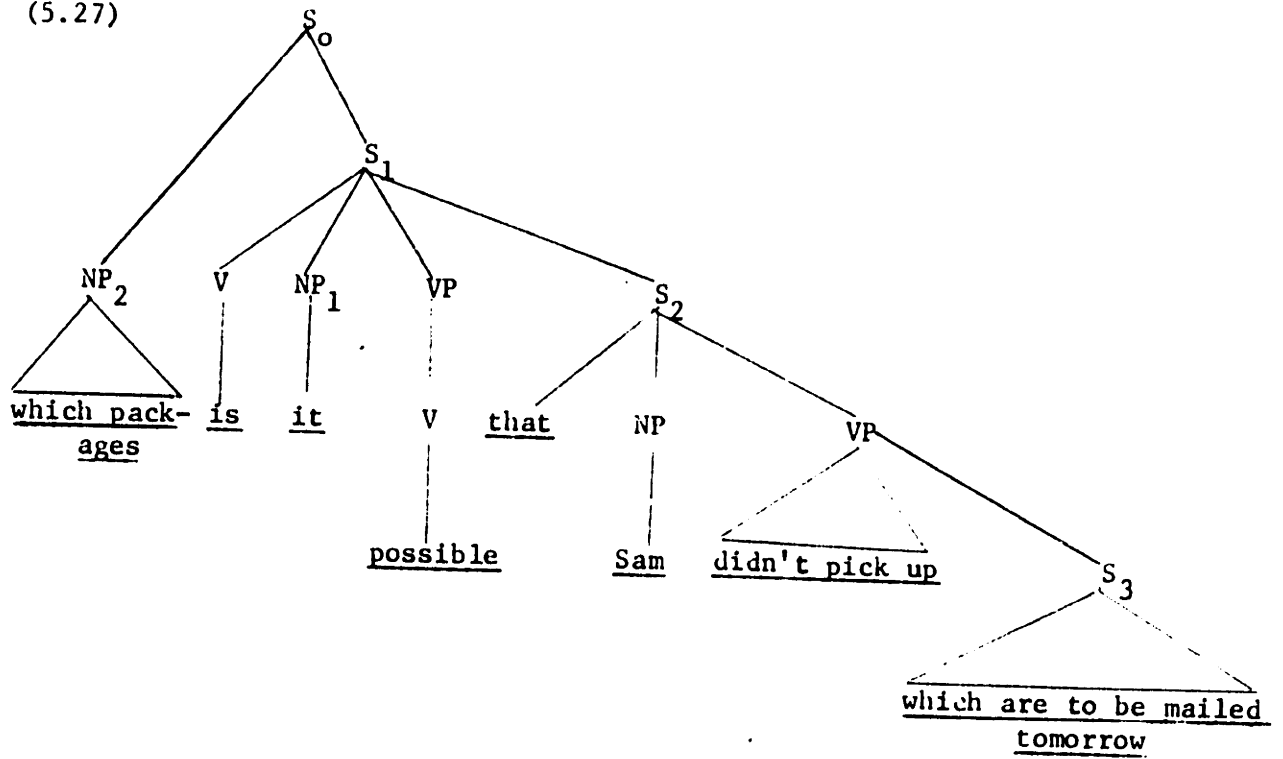 (5.27)
S₀
S₁
NP₂ V NP₁ VP S₂
which pack- is it V that NP VP
ages
possible Sam didn't pick up S₃
which are to be mailed
tomorrow